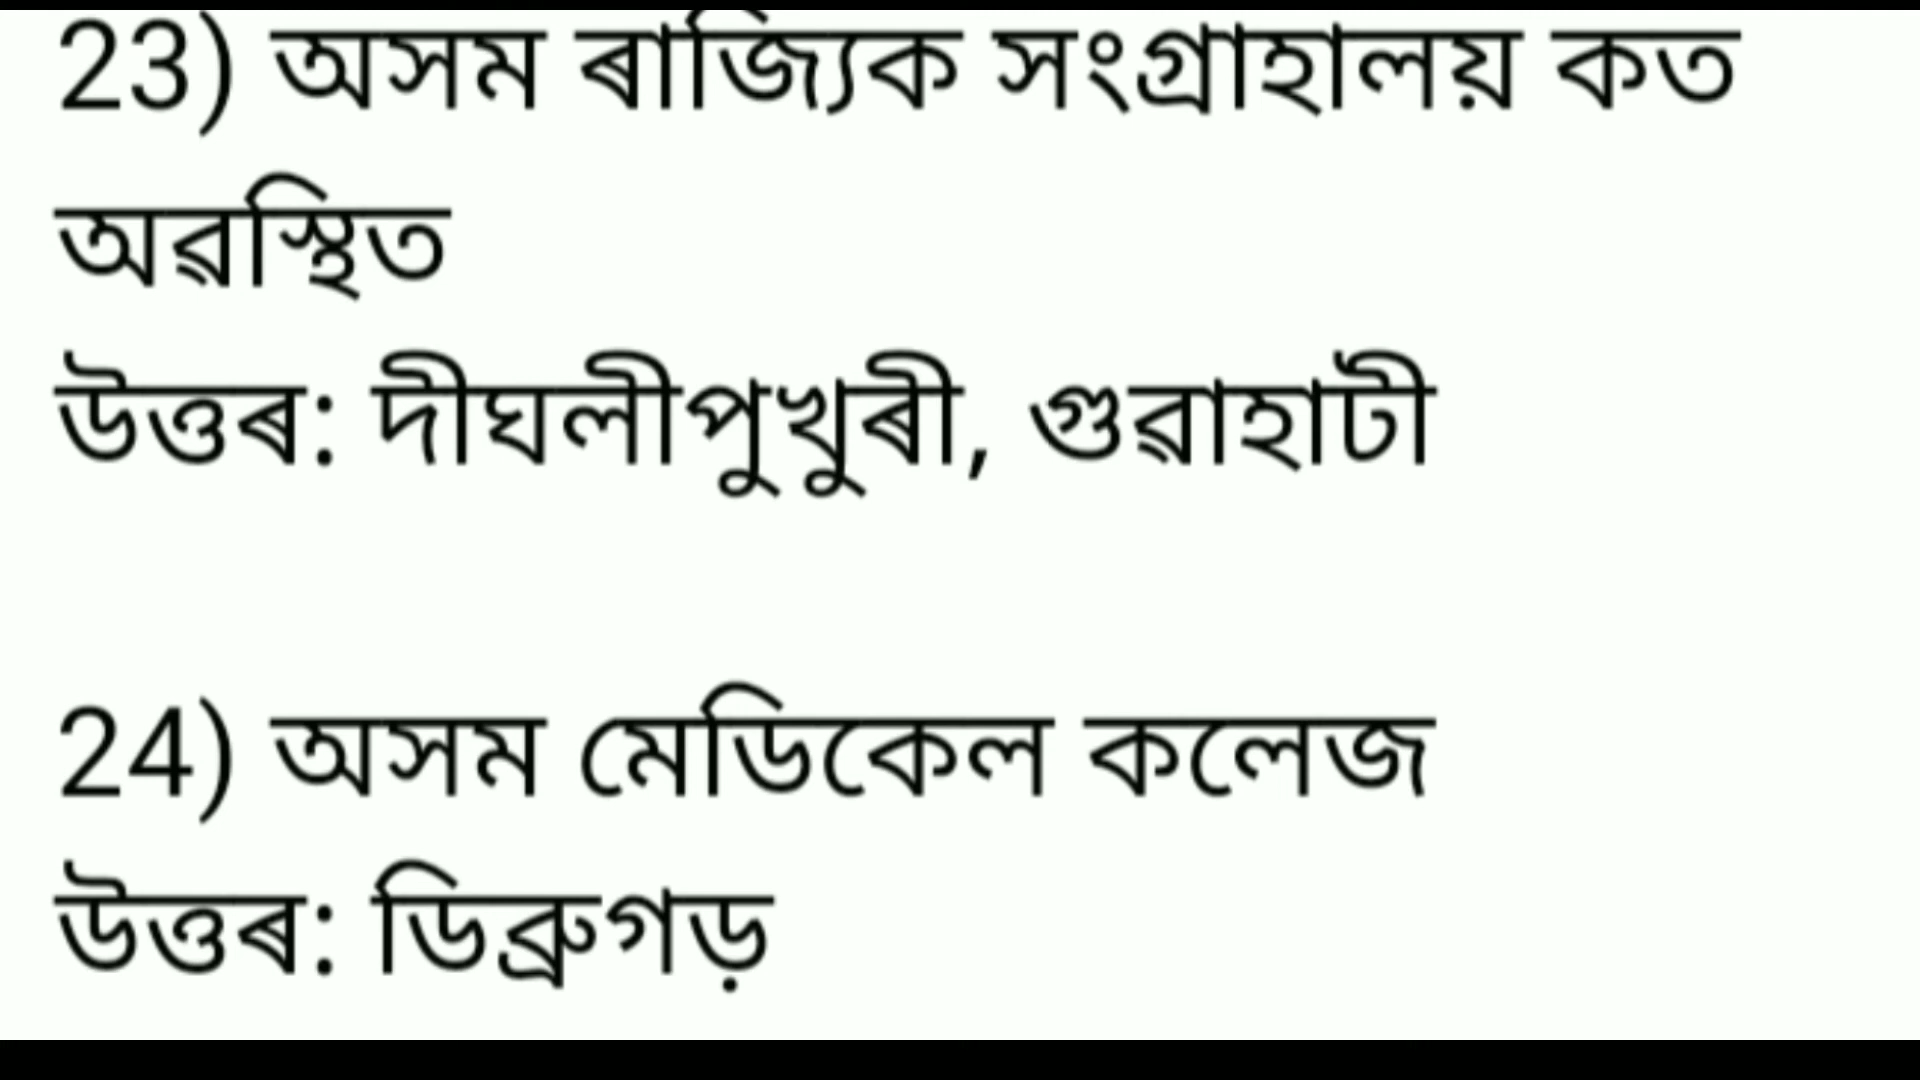 23) অসম ৰাজ্যিক সংগ্ৰাহালয় কত
অৱস্থিত
উত্তৰ: দীঘলীপুখুৰী, গুৱাহাটী
24) অসম মেডিকেল কলেজ
উত্তৰ: ডিব্ৰুগড়